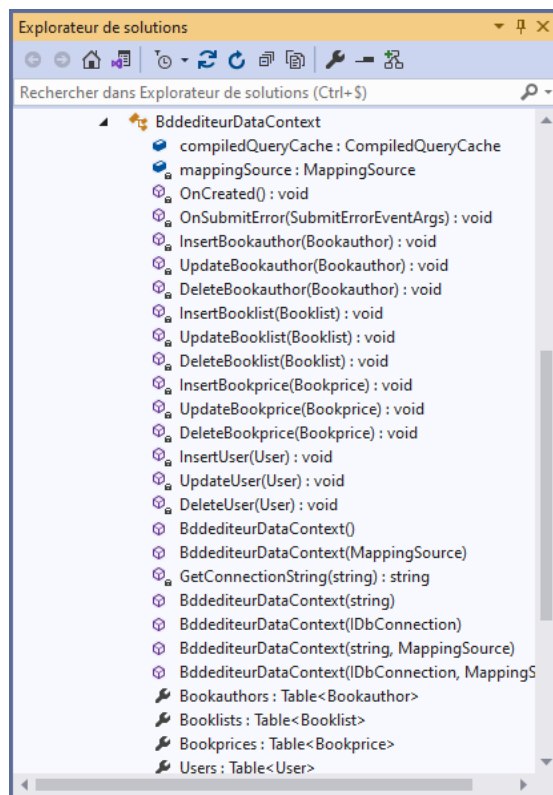 Explorateur de solutions
Rechercher dans Explorateur de solutions (Ctrl+$)
BddediteurDataContext
compiledQueryCache : CompiledQueryCache
mappingSource : MappingSource
OnCreated() : void
OnSubmitError(SubmitErrorEventArgs) : void
InsertBookauthor(Bookauthor) : void
UpdateBookauthor(Bookauthor) : void
DeleteBookauthor(Bookauthor) : void
InsertBooklist(Booklist) : void
UpdateBooklist(Booklist) : void
DeleteBooklist(Booklist) : void
InsertBookprice(Bookprice) : void
UpdateBookprice(Bookprice) : void
DeleteBookprice(Bookprice) : void
InsertUser(User) : void
UpdateUser(User) : void
DeleteUser(User) : void
BddediteurDataContext()
BddediteurDataContext(MappingSource)
GetConnectionString(string) : string
BddediteurDataContext(string)
BddediteurDataContext(IDbConnection)
BddediteurDataContext(string, MappingSource)
BddediteurDataContext(IDbConnection, MappingS
Bookauthors : Table<Bookauthor>
Booklists : Table<Booklist>
Bookprices : Table<Bookprice>
Users : Table<User>